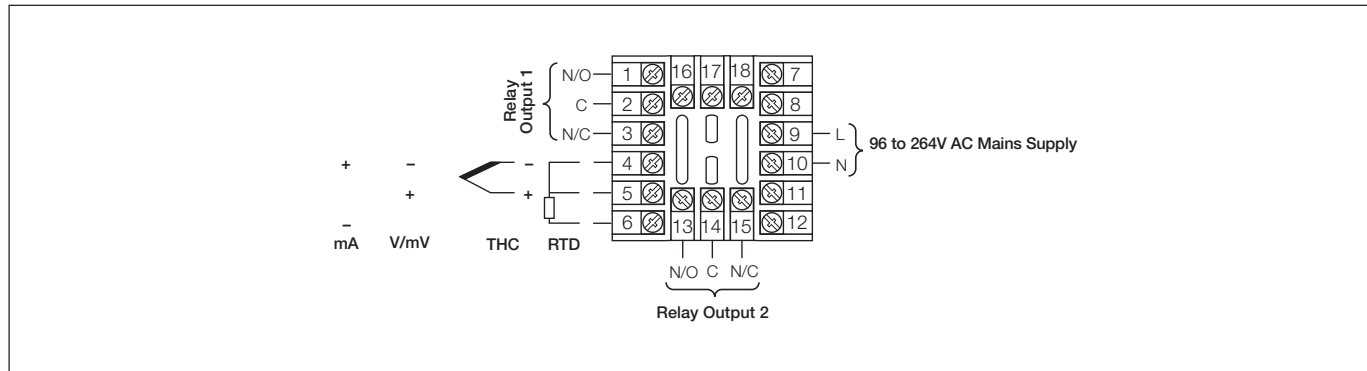 Relay
Output 1
N/O 1 16 17 18 7
C 2 8
N/C 3 9 L
96 to 264V AC Mains Supply
+ – – 4 10 N
+ + 5 11
– 6 12
mA V/mV THC RTD
13 14 15
N/O C N/C
Relay Output 2